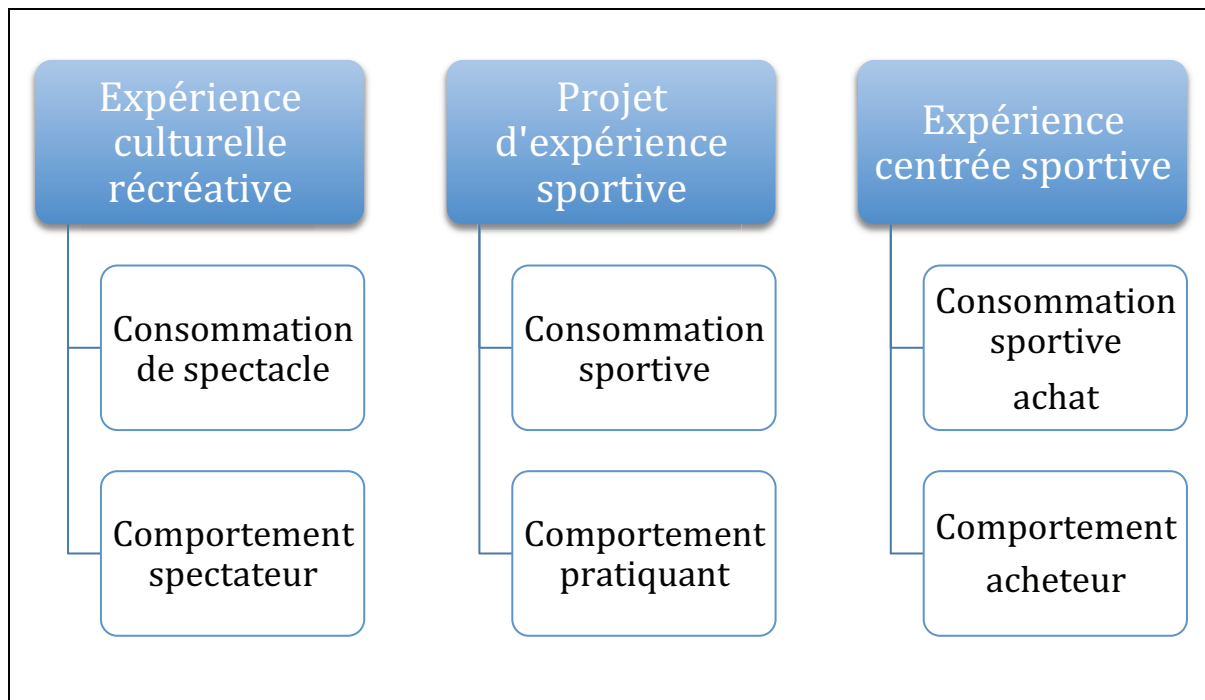 Expérience
culturelle
récréative
Consommation
de spectacle
Comportement
spectateur
Projet
d'expérience
sportive
Consommation
sportive
Comportement
pratiquant
Expérience
centrée sportive
Consommation
sportive
achat
Comportement
acheteur